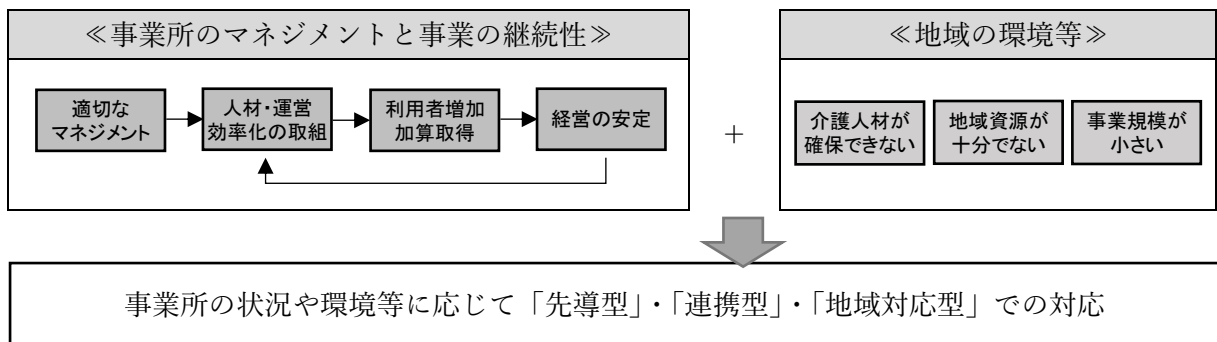 ≪事業所のマネジメントと事業の継続性≫
適切な
マネジメント
人材・運営
効率化の取組
利用者増加
加算取得
経営の安定
+
≪地域の環境等≫
介護人材が
確保できない
地域資源が
十分でない
事業規模が
小さい
事業所の状況や環境等に応じて「先導型」・「連携型」・「地域対応型」での対応